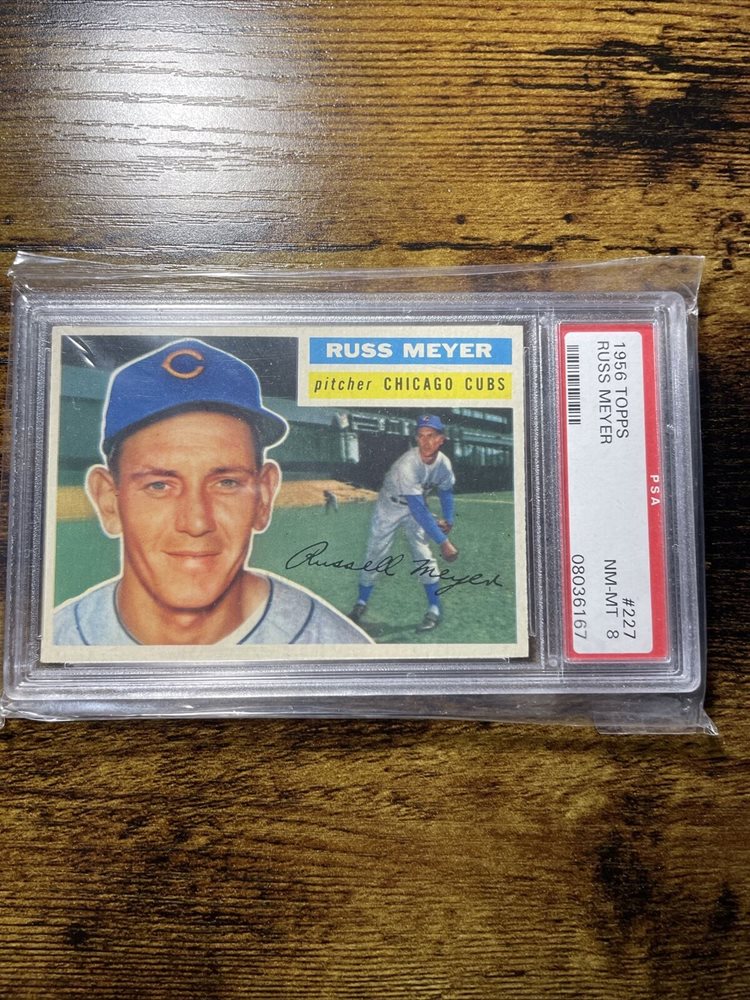 RUSS MEYER
pitcher CHICAGO CUBS
C
Russell Meyer
1956 TOPPS #227
RUSS MEYER NM-MT 8
PSA 08036167